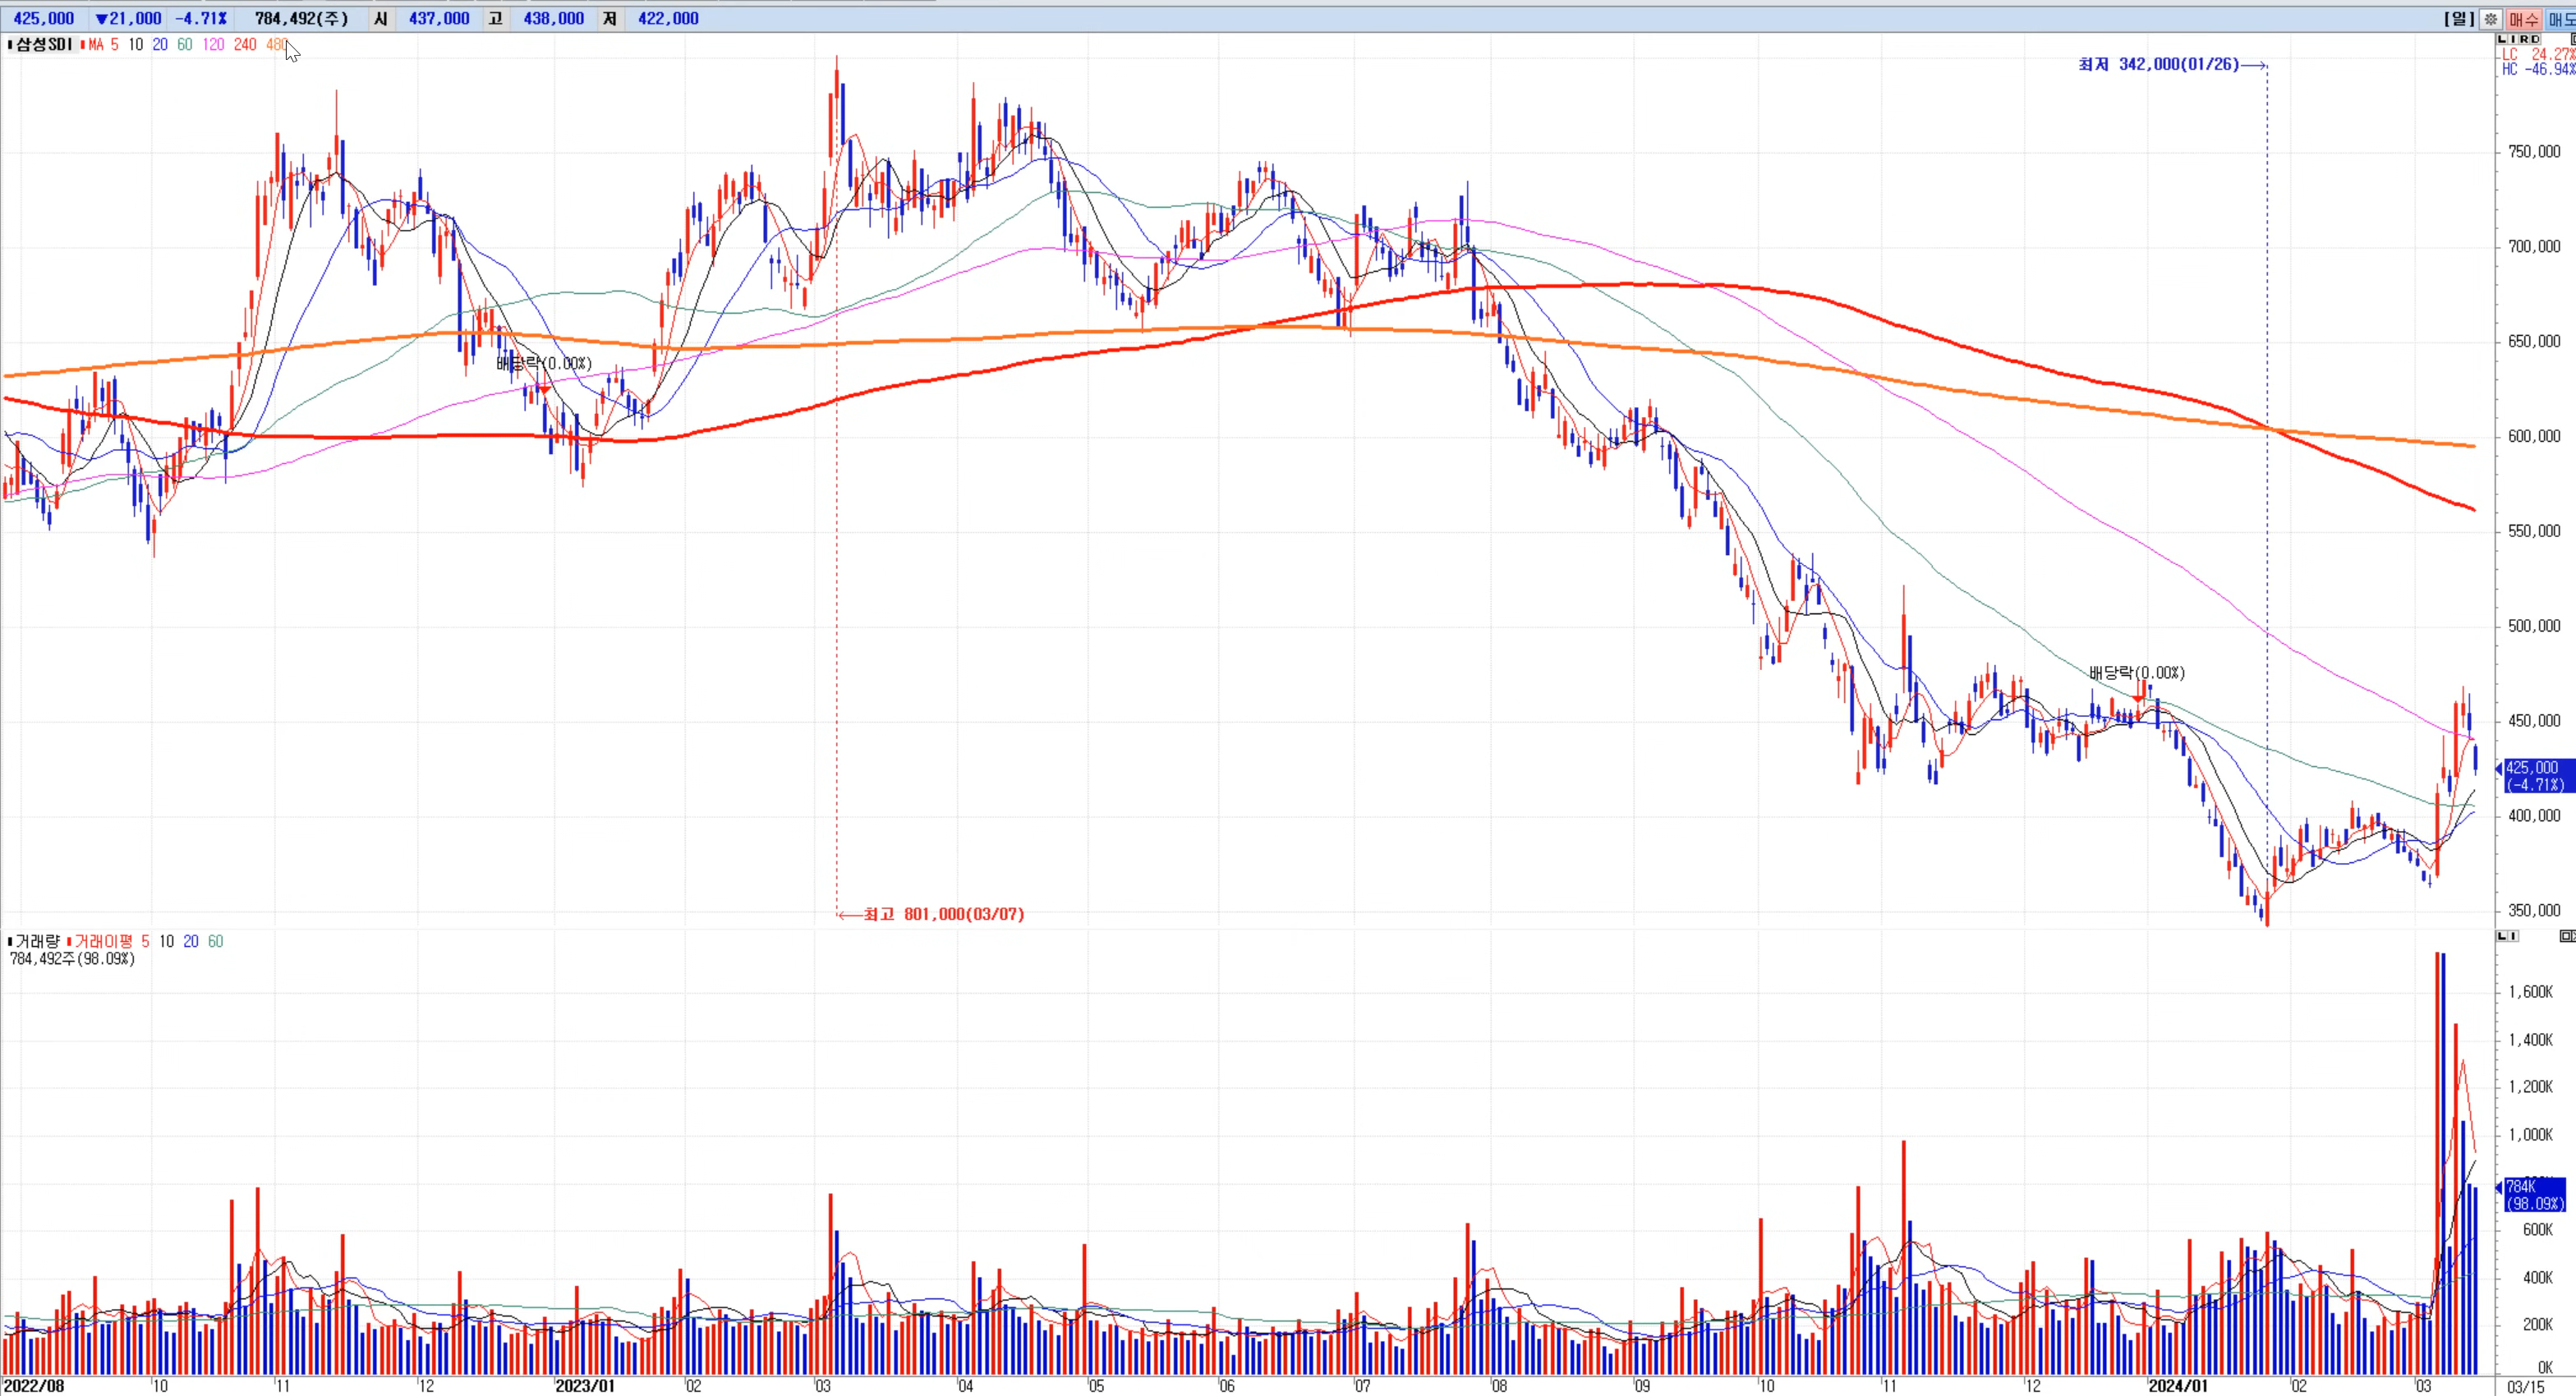 425,000 ▼21,000 -4.71% 784,492(주) 시 437,000 고 438,000 저 422,000 [일] 매수 매도
삼성SDI MA 5 10 20 60 120 240 480
L I R D
LC 24.27%
HC -46.94%
최저 342,000(01/26)
750,000
700,000
650,000
배당락(0.00%)
600,000
550,000
500,000
배당락(0.00%)
450,000
425,000
(-4.71%)
400,000
최고 801,000(03/07)
350,000
거래량 거래이평 5 10 20 60
L I
784,492주(98.09%)
1,600K
1,400K
1,200K
1,000K
784K
(98.09%)
600K
400K
200K
0K
2022/08 10 11 12 2023/01 02 03 04 05 06 07 08 09 10 11 12 2024/01 02 03 03/15